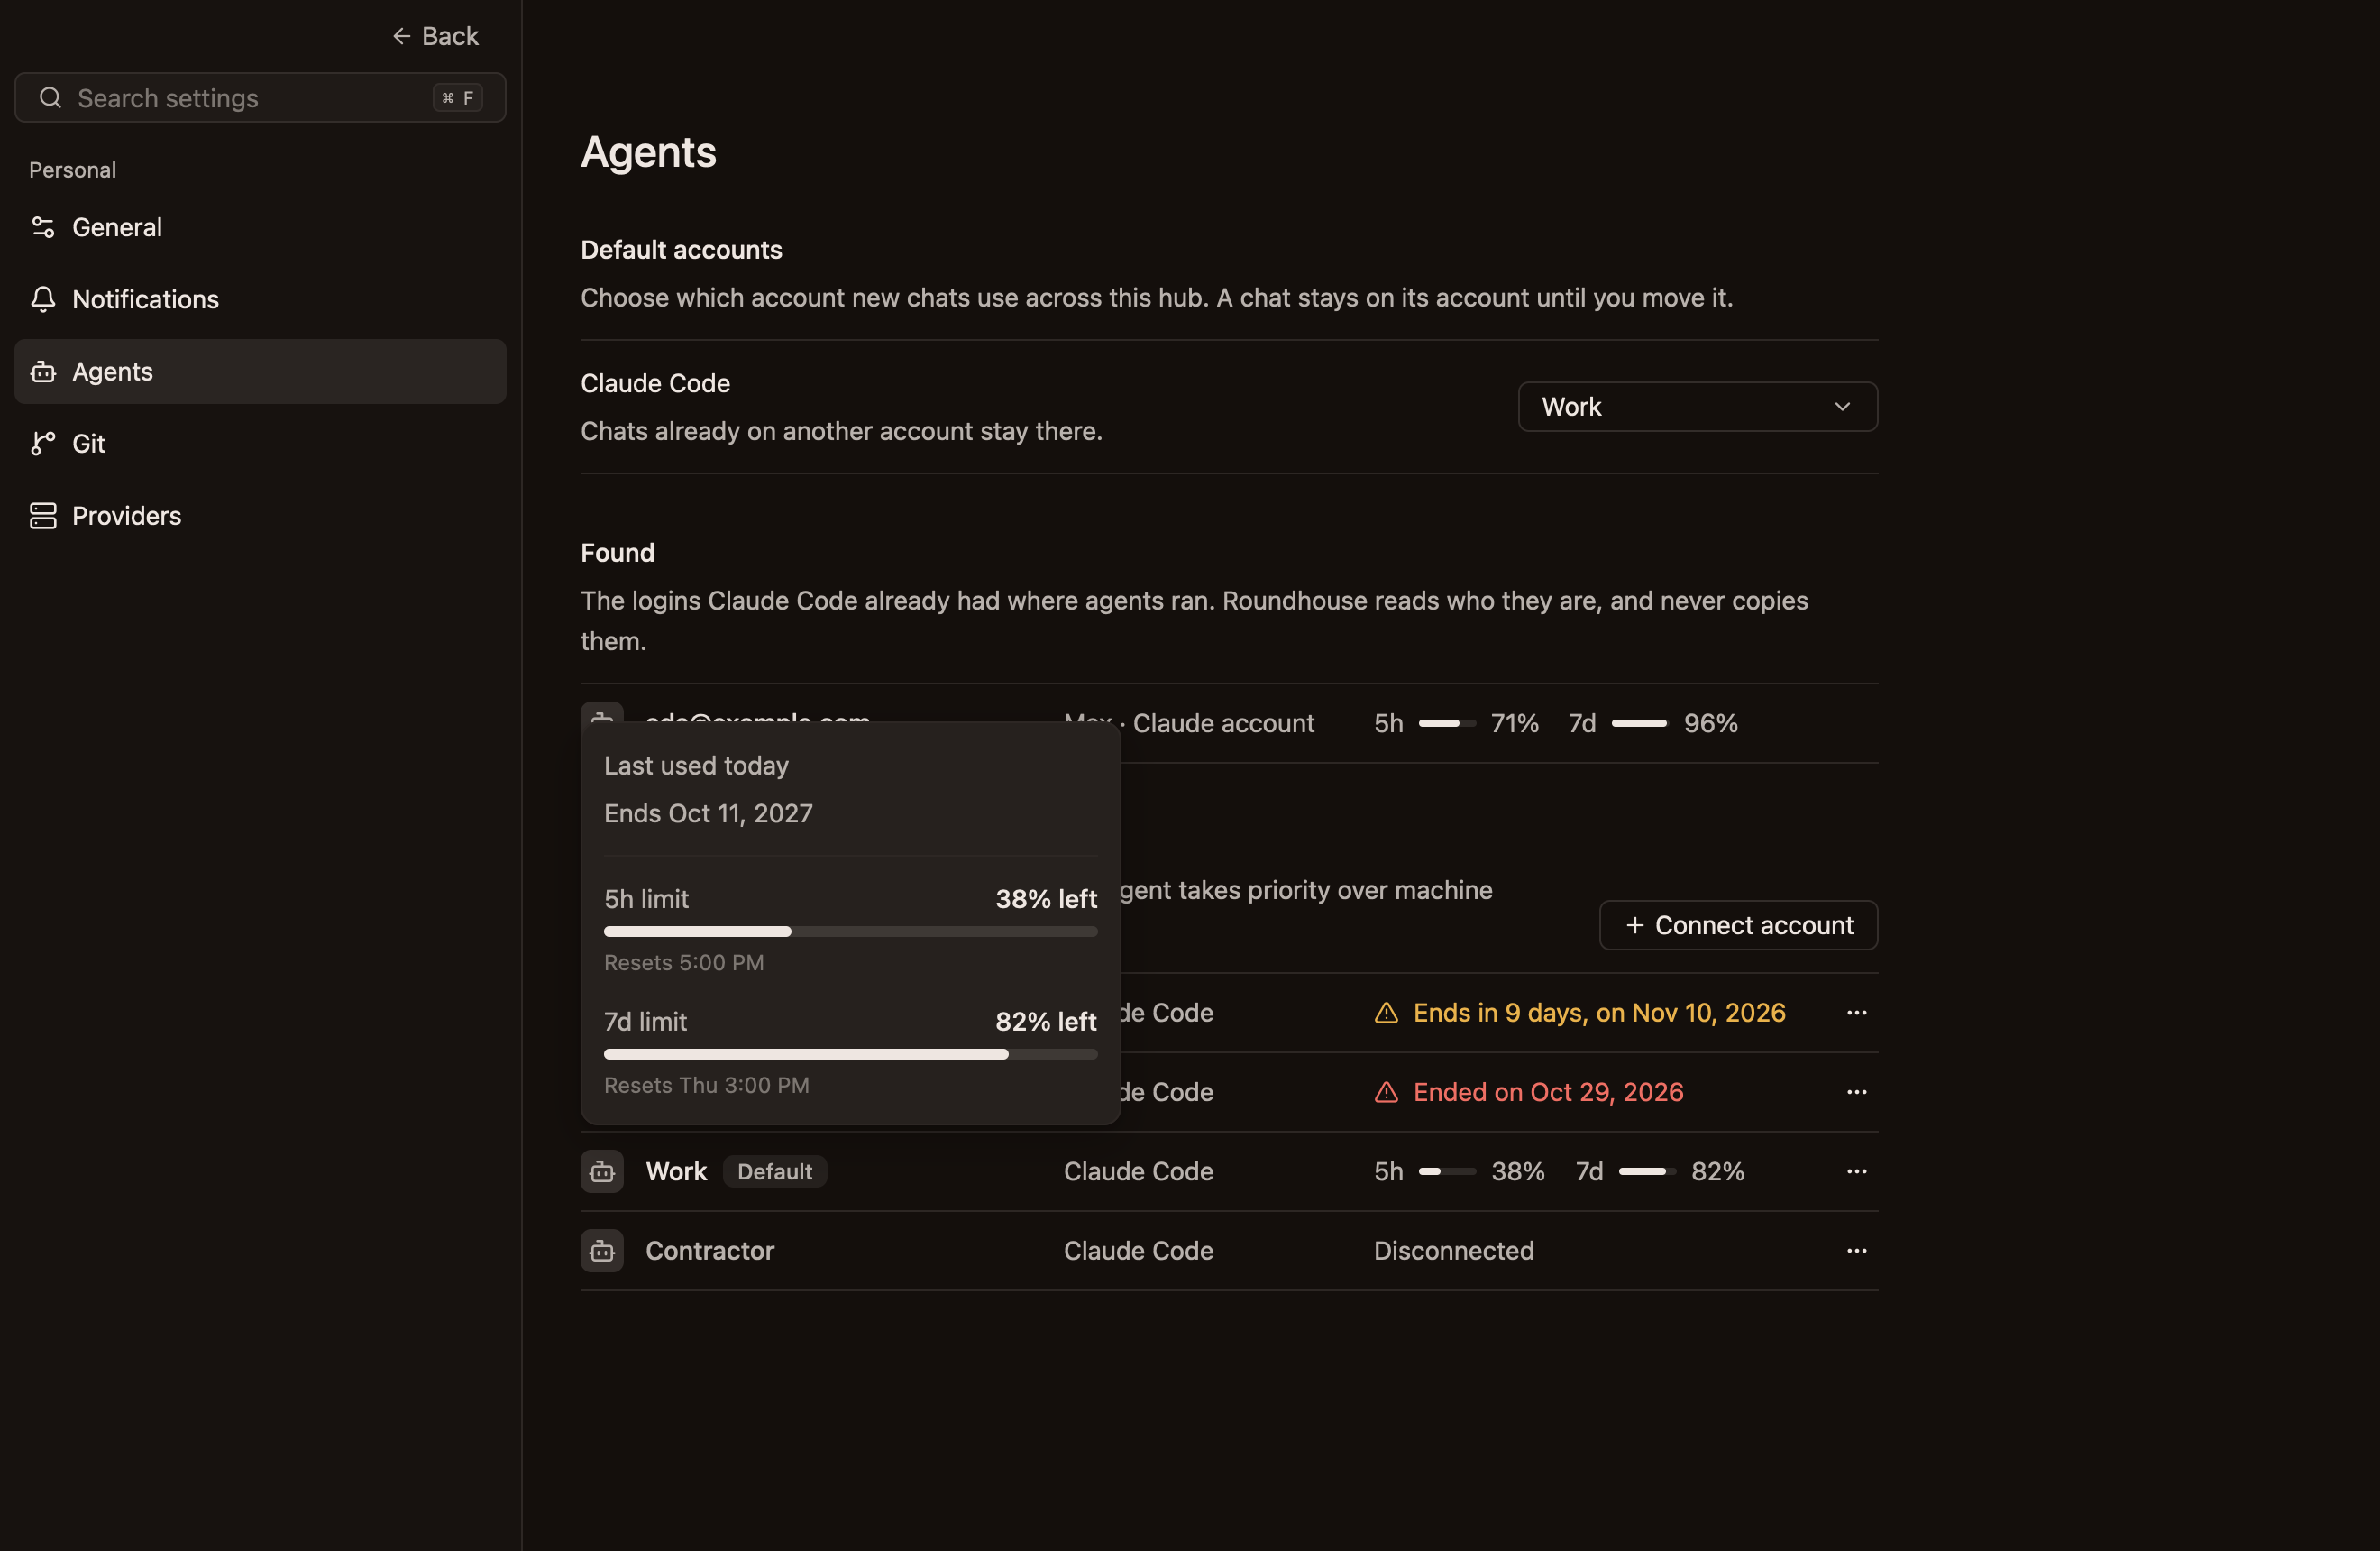 Back
Search settings
⌘ F
Personal
General
Notifications
Agents
Git
Providers
Agents
Default accounts
Choose which account new chats use across this hub. A chat stays on its account until you move it.
Claude Code
Chats already on another account stay there.
Work
Found
The logins Claude Code already had where agents ran. Roundhouse reads who they are, and never copies
them.
· Claude account
5h 71% 7d 96%
Last used today
Ends Oct 11, 2027
5h limit 38% left
Resets 5:00 PM
7d limit 82% left
Resets Thu 3:00 PM
takes priority over machine
+ Connect account
Code
Ends in 9 days, on Nov 10, 2026
Code
Ended on Oct 29, 2026
Work Default Claude Code 5h 38% 7d 82%
Contractor Claude Code Disconnected